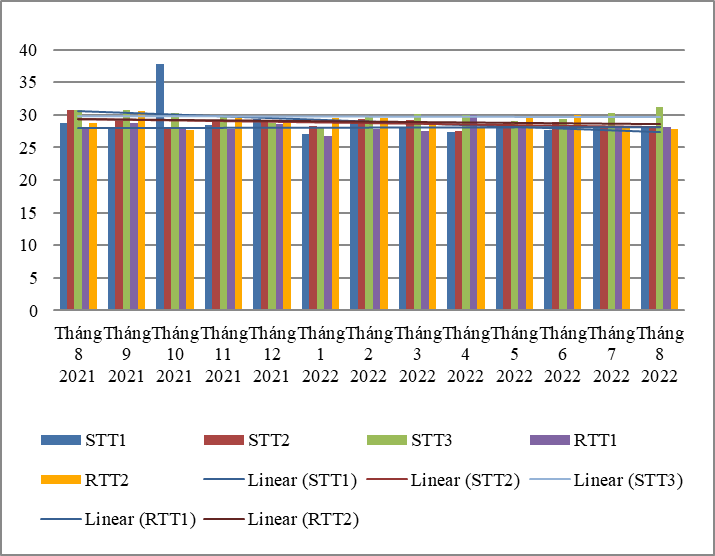 40
35
30
25
20
15
10
5
0
Tháng Tháng Tháng Tháng Tháng Tháng Tháng Tháng Tháng Tháng Tháng Tháng Tháng
8 9 10 11 12 1 2 3 4 5 6 7 8
2021 2021 2021 2021 2021 2022 2022 2022 2022 2022 2022 2022 2022
STT1 STT2 STT3 RTT1
RTT2 Linear (STT1) Linear (STT2) Linear (STT3)
Linear (RTT1) Linear (RTT2)